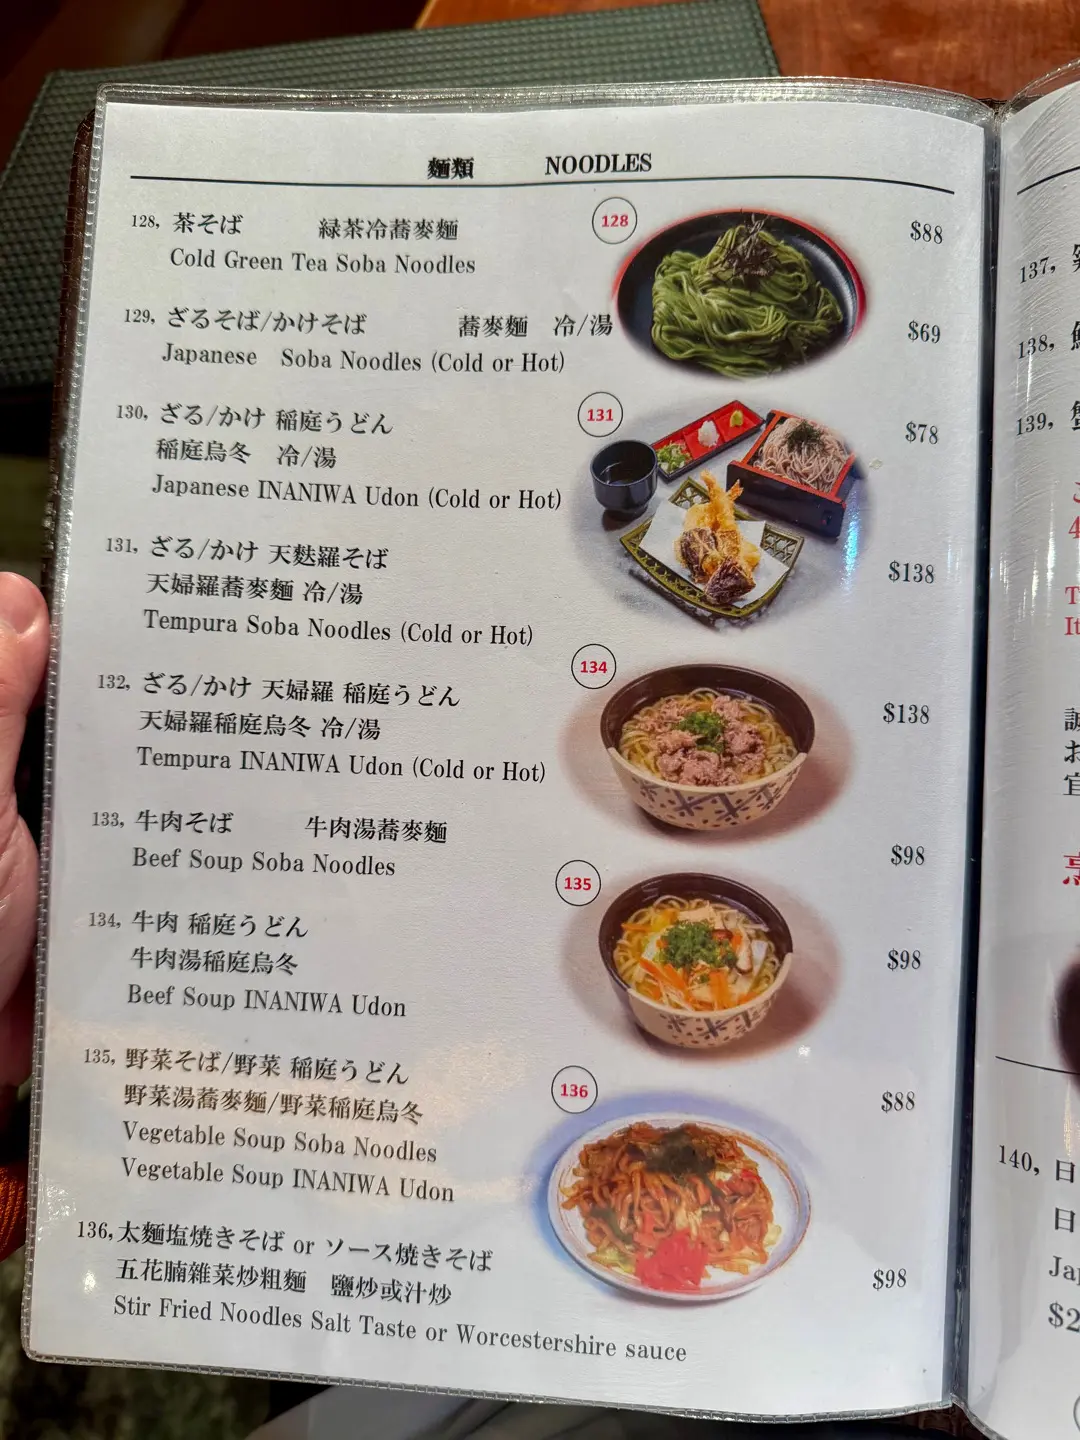 麵類 NOODLES
128, 茶そば 緑茶冷蕎麥麵 $88
Cold Green Tea Soba Noodles
129, ざるそば/かけそば 蕎麥麵 冷/湯 $69
Japanese Soba Noodles (Cold or Hot)
130, ざる/かけ 稲庭うどん $78
稲庭烏冬 冷/湯
Japanese INANIWA Udon (Cold or Hot)
131, ざる/かけ 天麩羅そば
天婦羅蕎麥麵 冷/湯 $138
Tempura Soba Noodles (Cold or Hot)
132, ざる/かけ 天婦羅 稲庭うどん $138
天婦羅稲庭烏冬 冷/湯
Tempura INANIWA Udon (Cold or Hot)
133, 牛肉そば 牛肉湯蕎麥麵 $98
Beef Soup Soba Noodles
134, 牛肉 稲庭うどん $98
牛肉湯稲庭烏冬
Beef Soup INANIWA Udon
135, 野菜そば/野菜 稲庭うどん
野菜湯蕎麥麵/野菜稲庭烏冬 $88
Vegetable Soup Soba Noodles
Vegetable Soup INANIWA Udon
136, 太麵塩焼きそば or ソース焼きそば
五花腩雜菜炒粗麵 鹽炒或汁炒 $98
Stir Fried Noodles Salt Taste or Worcestershire sauce
128
131
134
135
136
137,
138,
139,
140, 日
日
$2